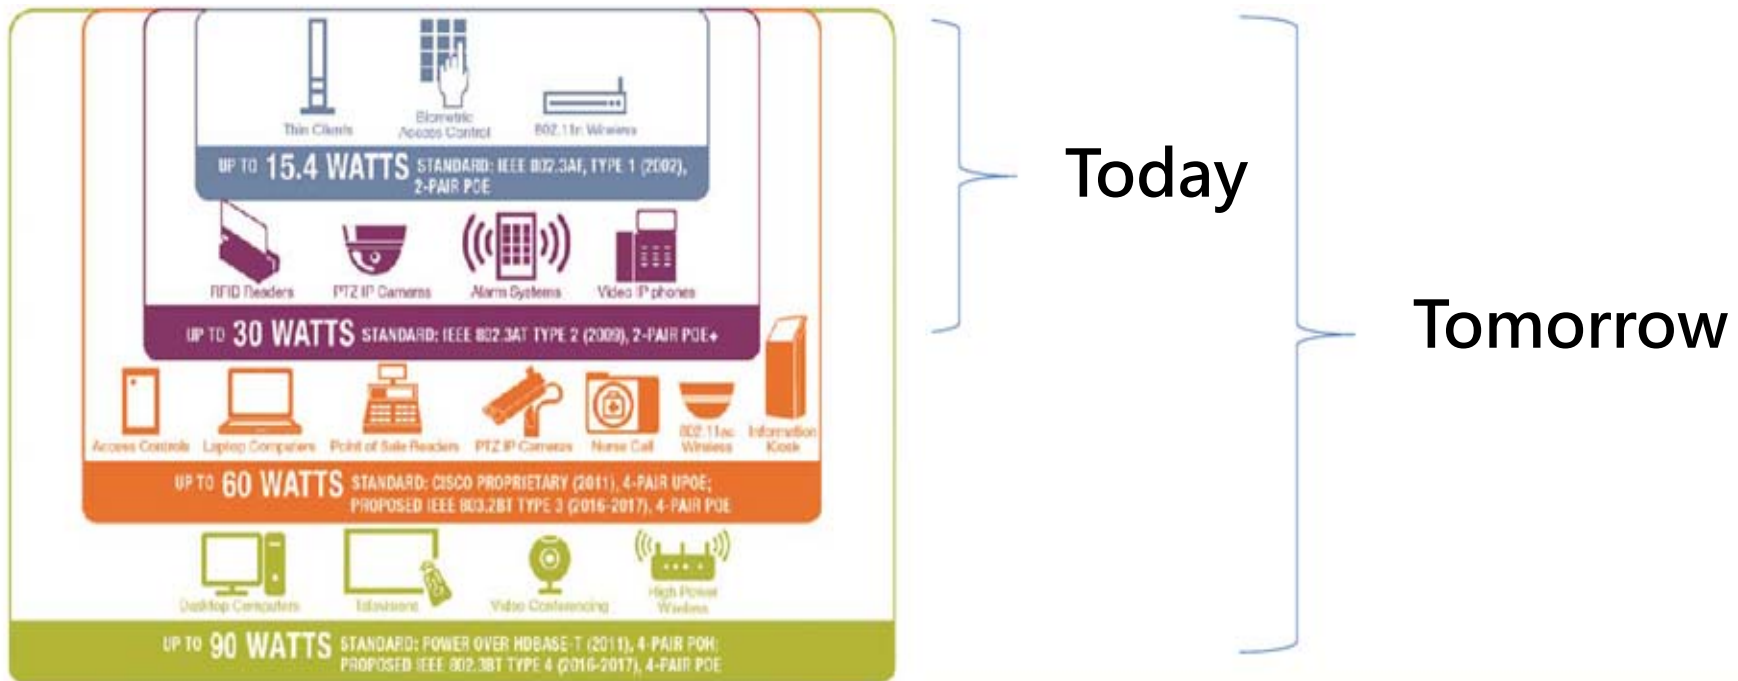 Thin Clients
Biometric
Access Control
802.11n Wireless
UP TO 15.4 WATTS STANDARD: IEEE 802.3AF, TYPE 1 (2002),
2-PAIR POE
RFID Readers
PTZ IP Cameras
Alarm Systems
Video IP phones
UP TO 30 WATTS STANDARD: IEEE 802.3AT TYPE 2 (2009), 2-PAIR POE+
Access Controls
Laptop Computers
Point of Sale Readers
PTZ IP Cameras
Nurse Call
802.11ac
Wireless
Information
Kiosk
UP TO 60 WATTS STANDARD: CISCO PROPRIETARY (2011), 4-PAIR UPOE;
PROPOSED IEEE 803.2BT TYPE 3 (2016-2017), 4-PAIR POE
Desktop Computers
Televisions
Video Conferencing
High Power
Wireless
UP TO 90 WATTS STANDARD: POWER OVER HDBASE-T (2011), 4-PAIR POH;
PROPOSED IEEE 802.3BT TYPE 4 (2016-2017), 4-PAIR POE
Today
Tomorrow